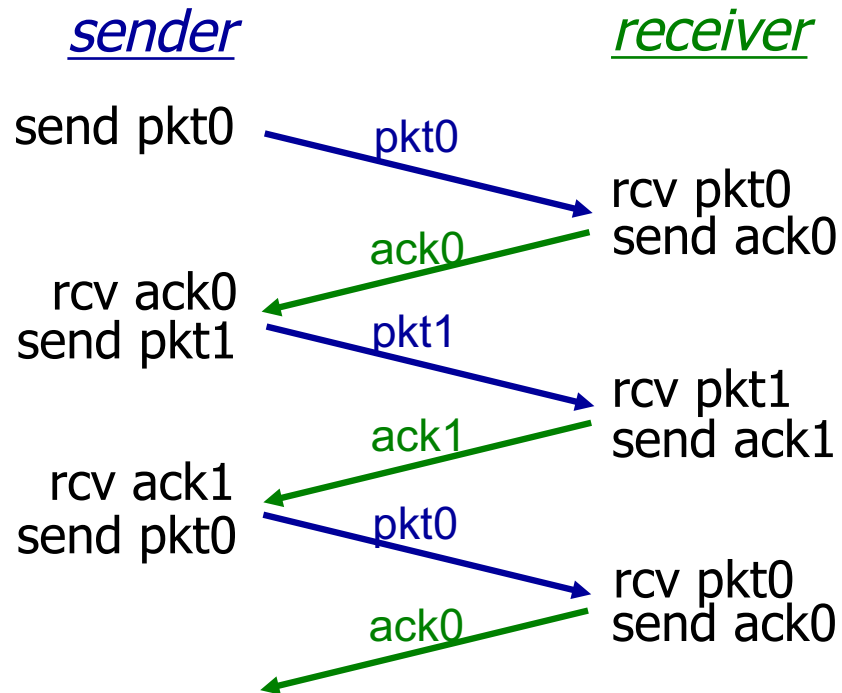 sender
receiver
send pkt0
pkt0
rcv pkt0
send ack0
ack0
rcv ack0
send pkt1
pkt1
rcv pkt1
send ack1
ack1
rcv ack1
send pkt0
pkt0
rcv pkt0
send ack0
ack0